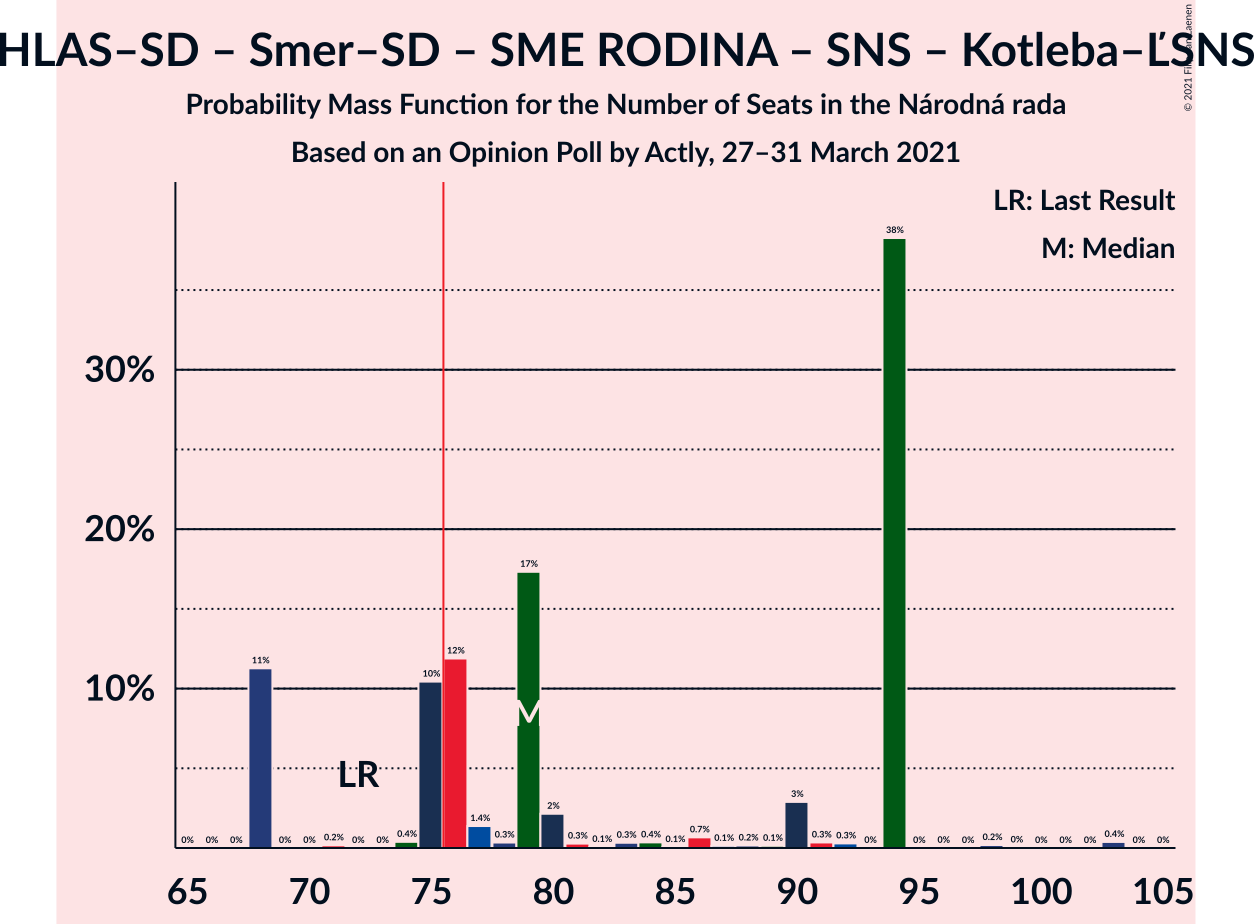 HLAS–SD – Smer–SD – SME RODINA – SNS – Kotleba–ĽSNS
Probability Mass Function for the Number of Seats in the Národná rada
Based on an Opinion Poll by Actly, 27–31 March 2021
© 2021
LR: Last Result
M: Median
38%
30%
20%
17%
12%
11%
10%
10%
M
LR
3%
2%
1.4%
0% 0% 0% 0% 0% 0.2% 0% 0% 0.4% 0.3% 0.3% 0.1% 0.3% 0.4% 0.1% 0.7% 0.1% 0.2% 0.1% 0.3% 0.3% 0% 0% 0% 0% 0.2% 0% 0% 0% 0% 0.4% 0% 0%
65 70 75 80 85 90 95 100 105